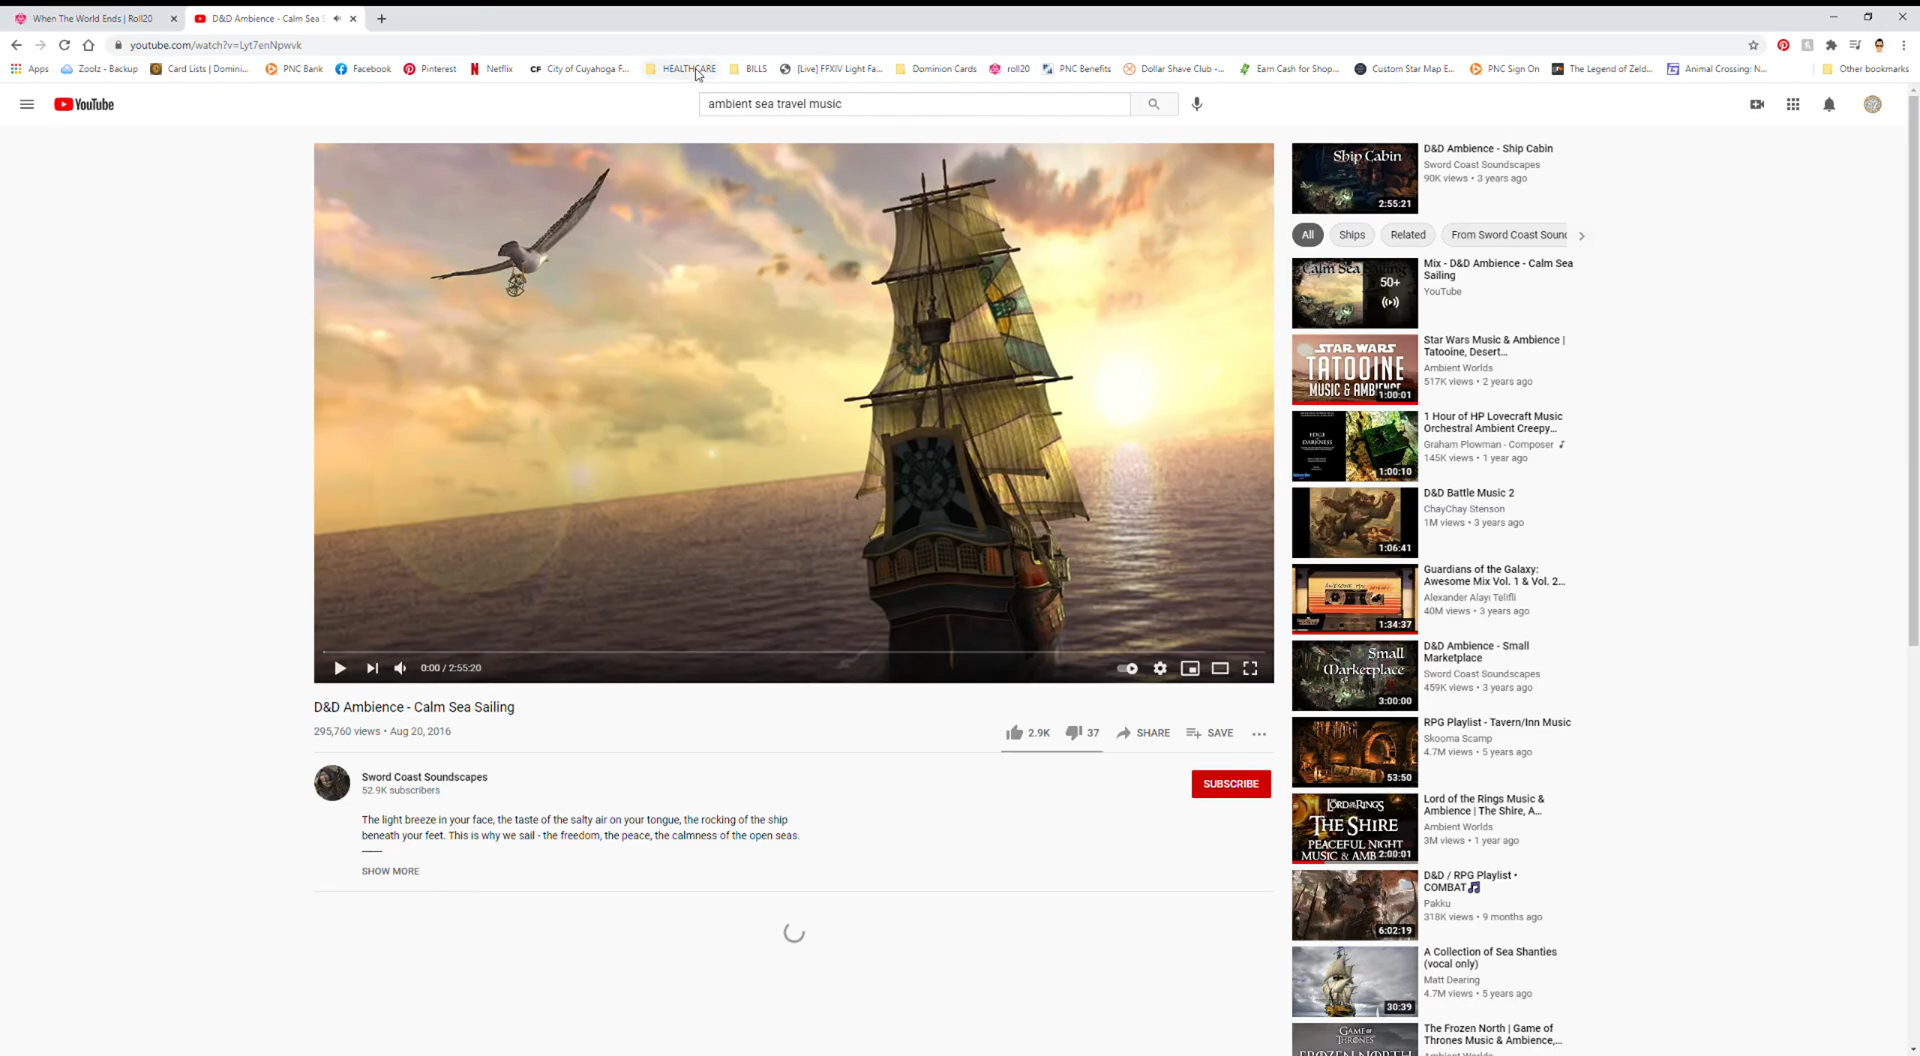 When The World Ends | Roll20
D&D Ambience - Calm Sea S
youtube.com/watch?v=Lyt7enNpwvk
Apps
Zoolz - Backup
Card Lists | Domini...
PNC Bank
Facebook
Pinterest
Netflix
City of Cuyahoga F...
HEALTHCARE
BILLS
[Live] FFXIV Light Fa...
Dominion Cards
roll20
PNC Benefits
Dollar Shave Club -...
Earn Cash for Shop...
Custom Star Map E...
PNC Sign On
The Legend of Zeld...
Animal Crossing: N...
Other bookmarks
YouTube
ambient sea travel music
0:00 / 2:55:20
D&D Ambience - Calm Sea Sailing
295,760 views • Aug 20, 2016
2.9K
37
SHARE
SAVE
Sword Coast Soundscapes
52.9K subscribers
SUBSCRIBE
The light breeze in your face, the taste of the salty air on your tongue, the rocking of the ship
beneath your feet. This is why we sail - the freedom, the peace, the calmness of the open seas.
SHOW MORE
Ship Cabin
2:55:21
D&D Ambience - Ship Cabin
Sword Coast Soundscapes
90K views • 3 years ago
All
Ships
Related
From Sword Coast Soun
Calm Sea
50+
Mix - D&D Ambience - Calm Sea
Sailing
YouTube
STAR WARS
TATOOINE
MUSIC & AMB
1:00:01
Star Wars Music & Ambience |
Tatooine, Desert...
Ambient Worlds
517K views • 2 years ago
EDGE
DARKNESS
1:00:10
1 Hour of HP Lovecraft Music
Orchestral Ambient Creepy...
Graham Plowman - Composer
145K views • 1 year ago
1:06:41
D&D Battle Music 2
ChayChay Stenson
1M views • 3 years ago
1:34:37
Guardians of the Galaxy:
Awesome Mix Vol. 1 & Vol. 2...
Alexander Alayı Telifli
40M views • 3 years ago
Small
Marketplace
3:00:00
D&D Ambience - Small
Marketplace
Sword Coast Soundscapes
459K views • 3 years ago
53:50
RPG Playlist - Tavern/Inn Music
Skooma Scamp
4.7M views • 5 years ago
LORD OF THE RINGS
THE SHIRE
PEACEFUL NIGHT
MUSIC & AMB
2:00:01
Lord of the Rings Music &
Ambience | The Shire, A...
Ambient Worlds
3M views • 1 year ago
6:02:19
D&D / RPG Playlist •
COMBAT
Pakku
318K views • 9 months ago
30:39
A Collection of Sea Shanties
(vocal only)
Matt Dearing
4.7M views • 5 years ago
GAME OF
THRONES
FROZEN NORTH
The Frozen North | Game of
Thrones Music & Ambience,...
Ambient Worlds